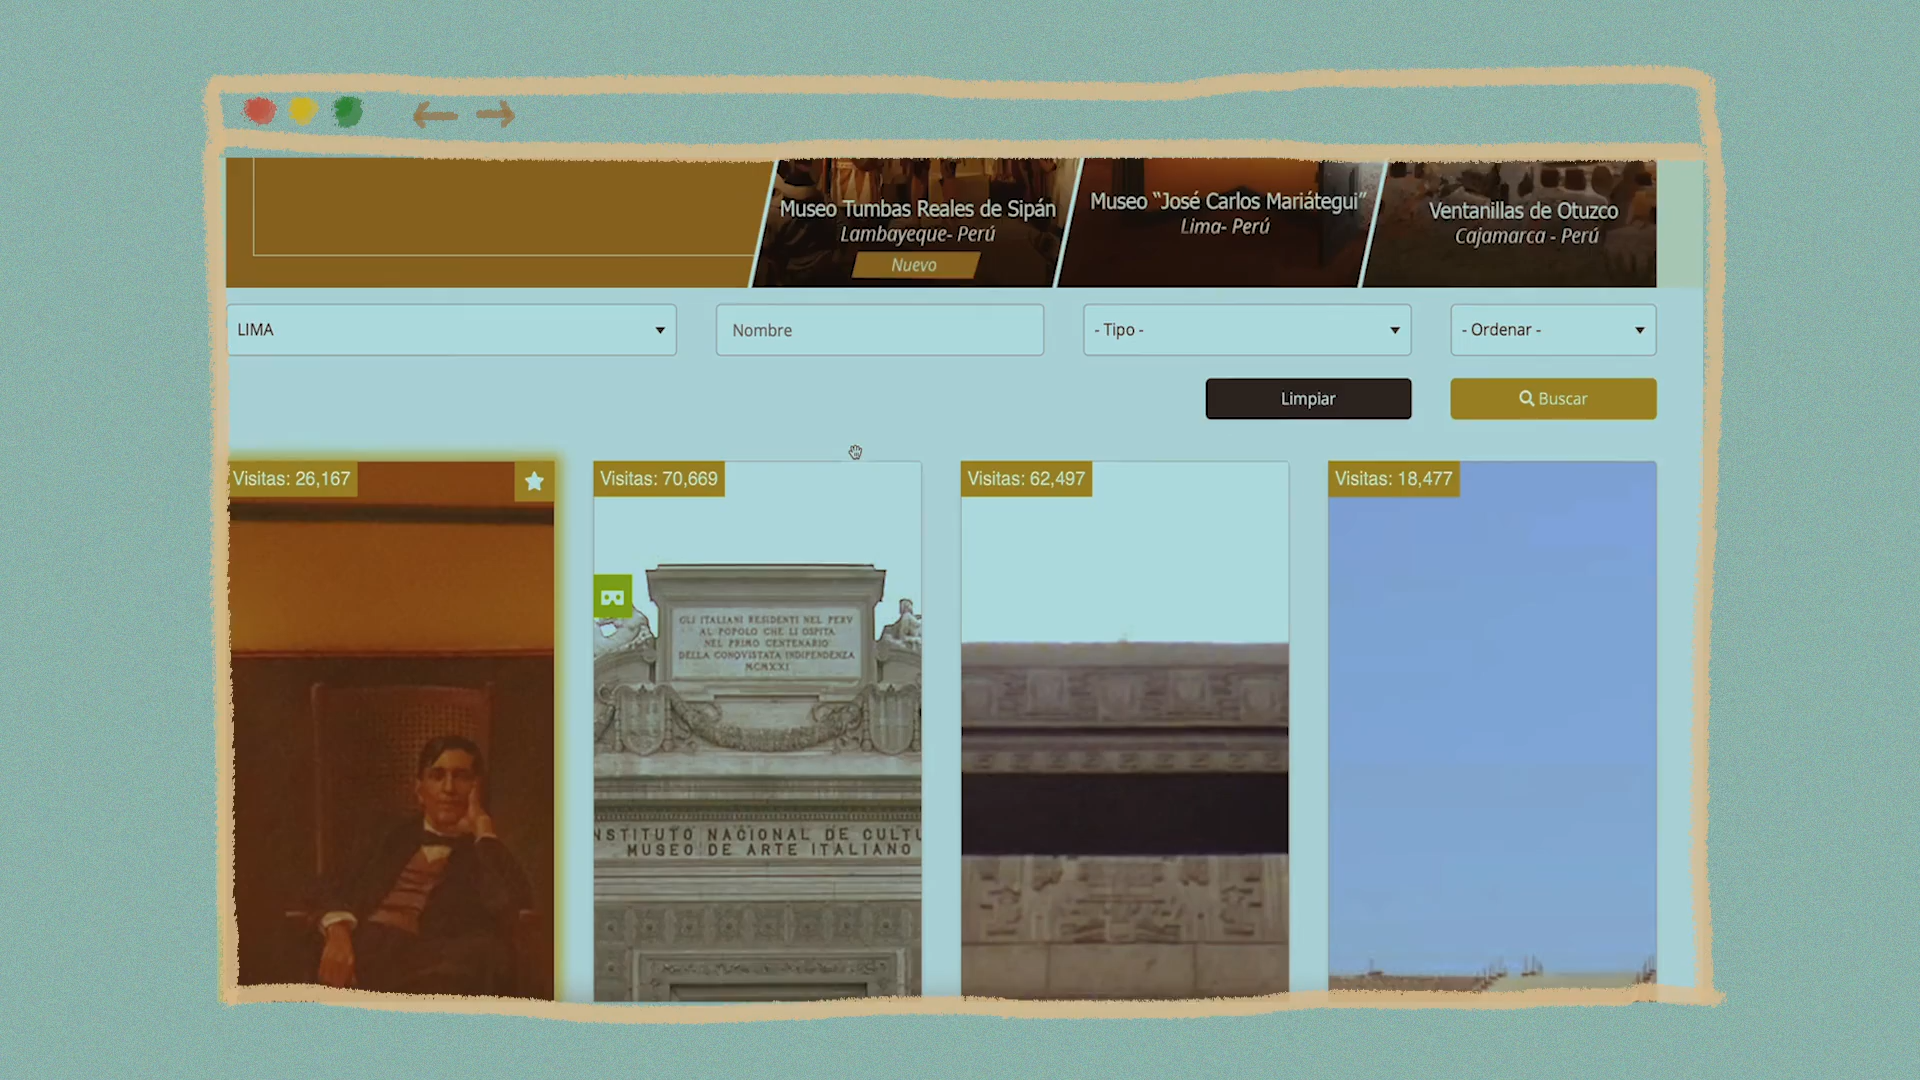 Museo Tumbas Reales de Sipán
Lambayeque- Perú
Nuevo
Museo “José Carlos Mariátegui”
Lima- Perú
Ventanillas de Otuzco
Cajamarca - Perú
LIMA
Nombre
- Tipo -
- Ordenar -
Limpiar
Buscar
Visitas: 26,167
Visitas: 70,669
Visitas: 62,497
Visitas: 18,477
GLI ITALIANI RESIDENTI NEL PERV
AL POPOLO CHE LI OSPITA
NEL PRIMO CENTENARIO
DELLA CONQVISTATA INDIPENDENZA
MCMXXI
NSTITUTO NACIONAL DE CULTU
MUSEO DE ARTE ITALIANO